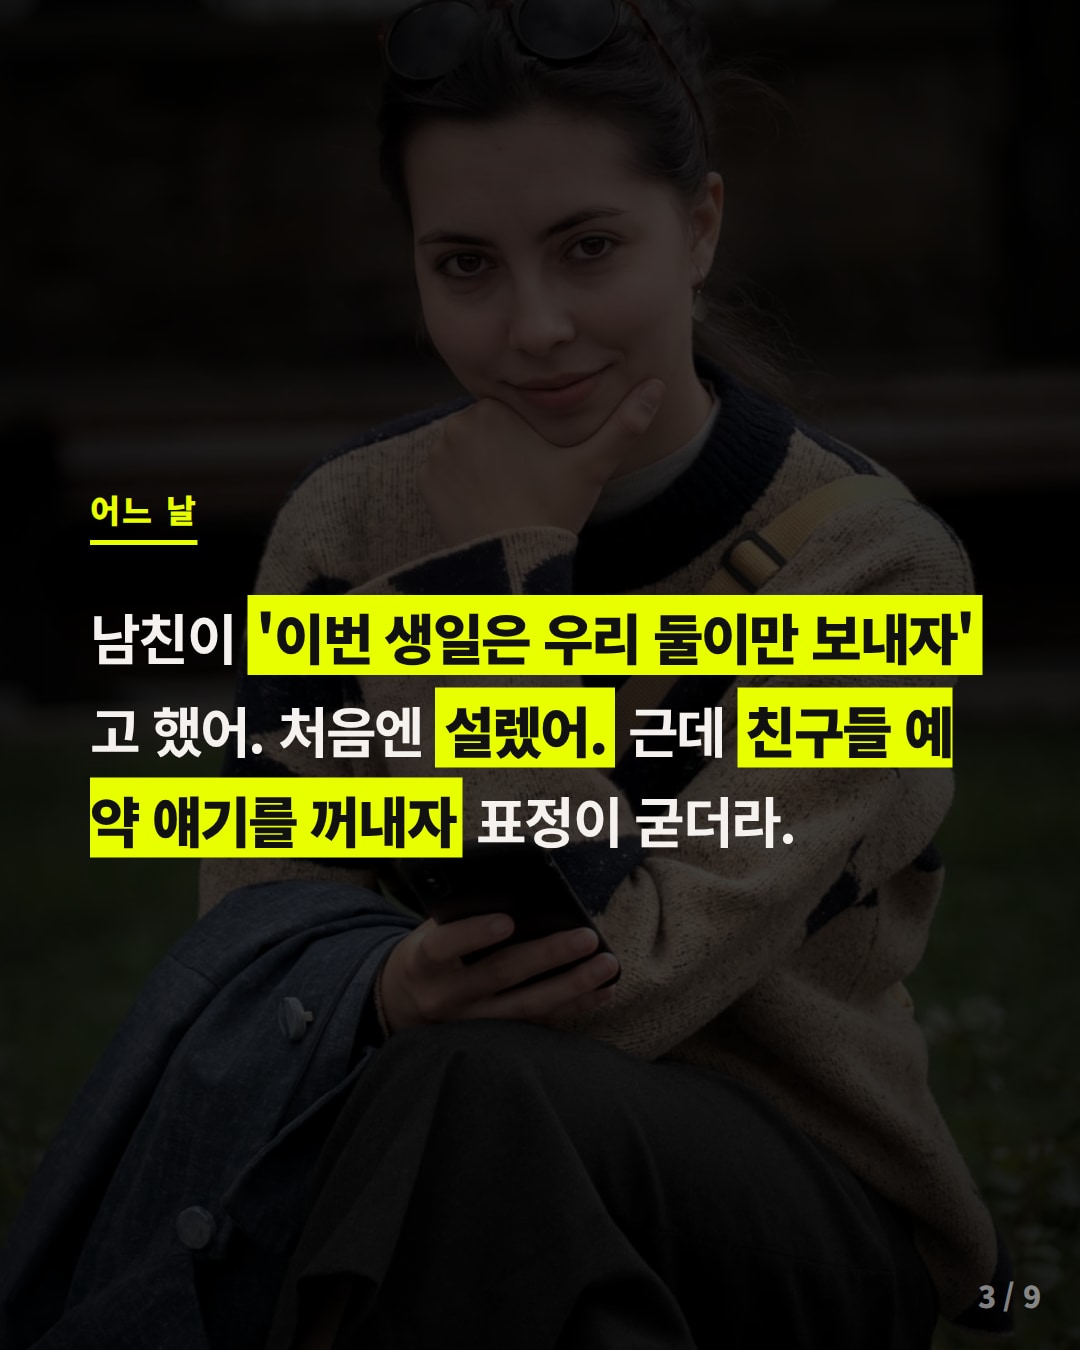 어느 날
남친이 '이번 생일은 우리 둘이만 보내자'
고 했어. 처음엔 설렜어. 근데 친구들 예
약 얘기를 꺼내자 표정이 굳더라.
3 / 9